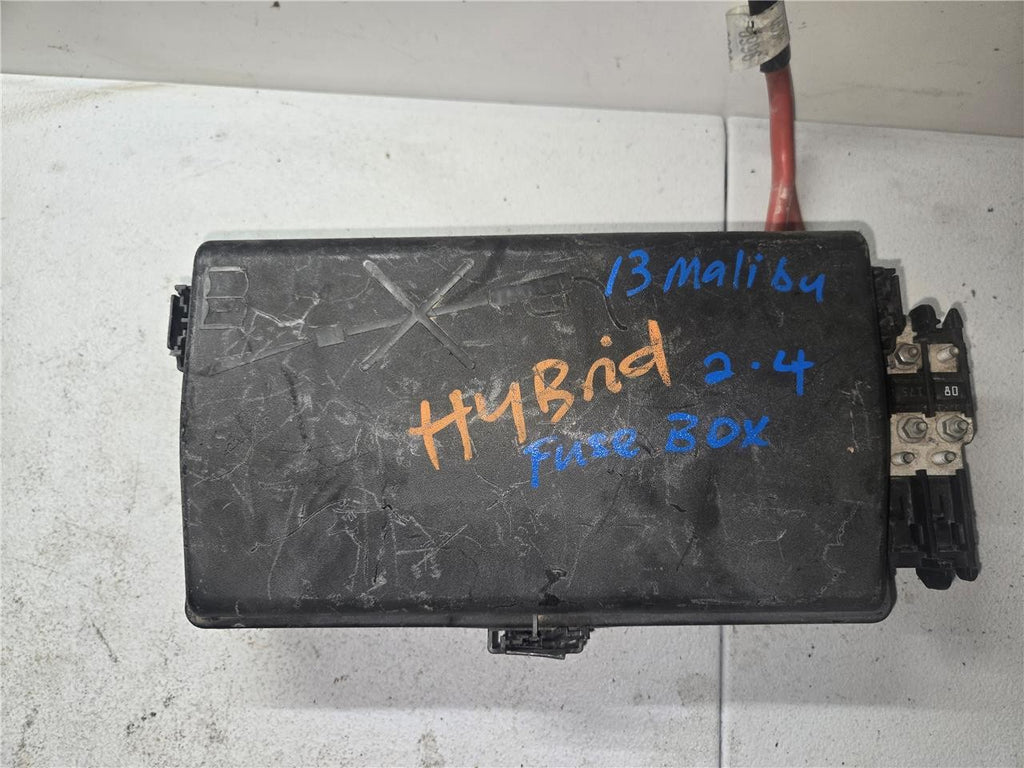 13 Malibu
HyBrid
2.4
Fuse Box
80